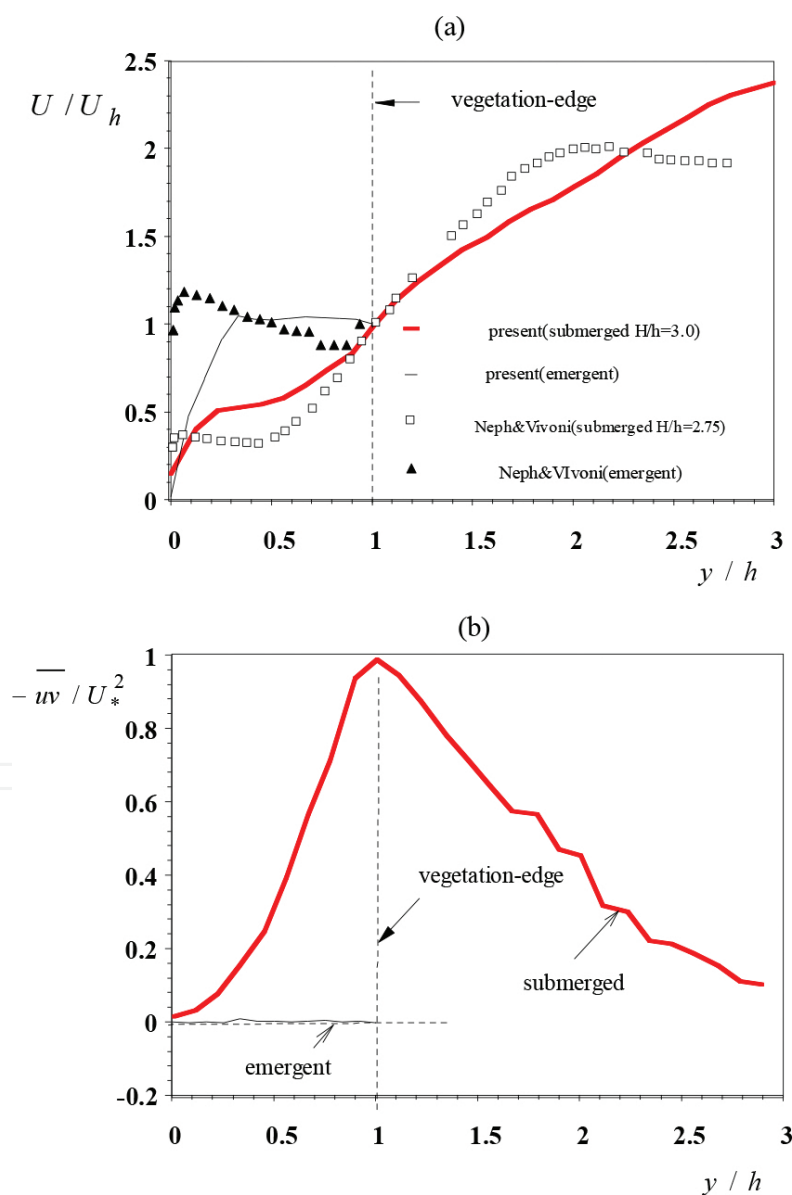 (a)
U / U h
2.5
2
1.5
1
0.5
0
vegetation-edge
present(submerged H/h=3.0)
present(emergent)
Neph&Vivoni(submerged H/h=2.75)
Neph&VIvoni(emergent)
0 0.5 1 1.5 2 2.5 3
y / h
(b)
– uv / U * 2
1
0.8
0.6
0.4
0.2
0
-0.2
vegetation-edge
submerged
emergent
0 0.5 1 1.5 2 2.5 3
y / h